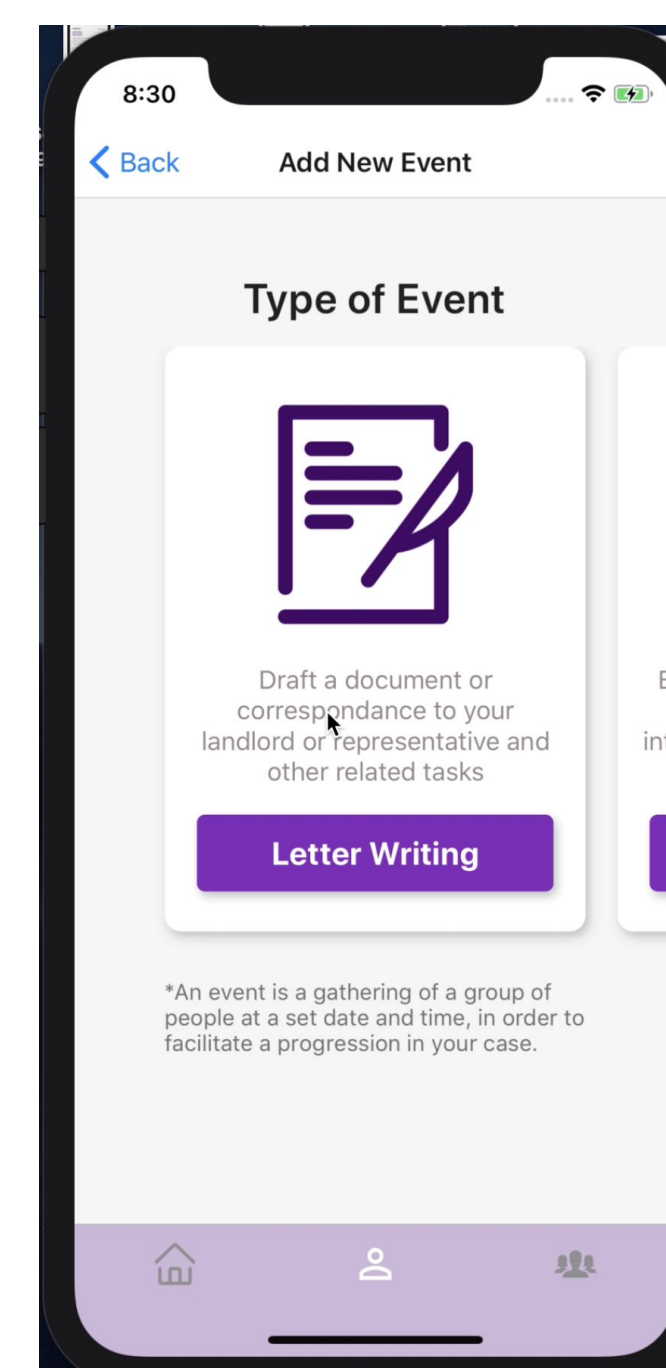 8:30
Back
Add New Event
Type of Event
Draft a document or
correspondance to your
landlord or representative and
other related tasks
Letter Writing
*An event is a gathering of a group of
people at a set date and time, in order to
facilitate a progression in your case.